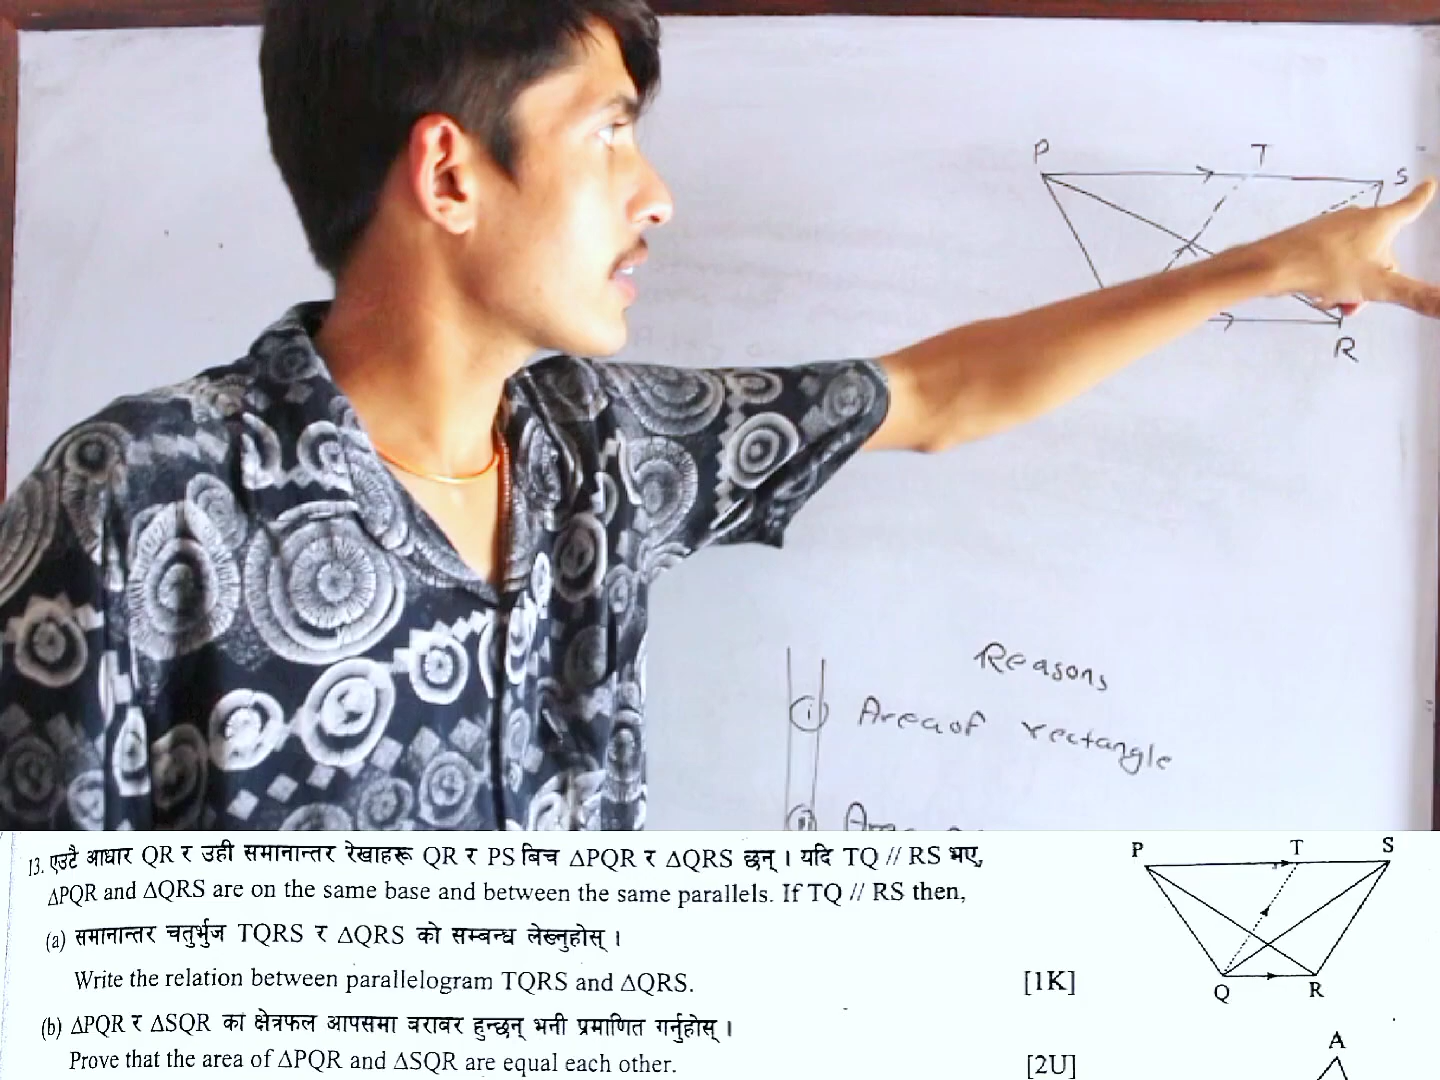 P T S
R
Reasons
i Area of rectangle
ii
13. एउटै आधार QR र उही समानान्तर रेखाहरू QR र PS बिच ΔPQR र ΔQRS छन् । यदि TQ // RS भए,
ΔPQR and ΔQRS are on the same base and between the same parallels. If TQ // RS then,
(a) समानान्तर चतुर्भुज TQRS र ΔQRS को सम्बन्ध लेख्नुहोस् ।
Write the relation between parallelogram TQRS and ΔQRS. [1K]
(b) ΔPQR र ΔSQR का क्षेत्रफल आपसमा बराबर हुन्छन् भनी प्रमाणित गर्नुहोस् ।
Prove that the area of ΔPQR and ΔSQR are equal each other. [2U]
P T S
Q R
A